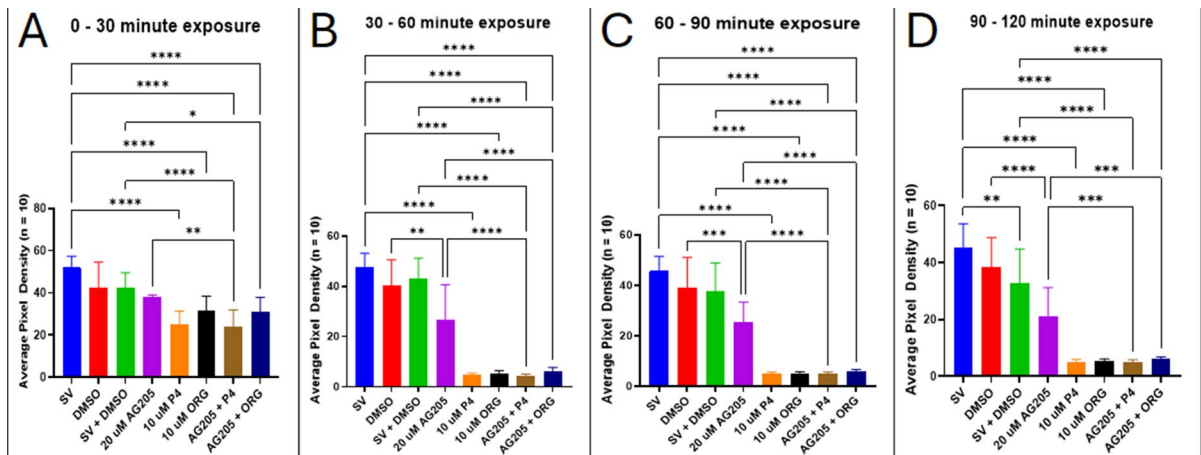 A
0 - 30 minute exposure
****
****
*
****
****
****
**
Average Pixel Density (n = 10)
80
60
40
20
0
SV
DMSO
SV + DMSO
20 uM AG205
10 uM P4
10 uM ORG
AG205 + P4
AG205 + ORG
B
30 - 60 minute exposure
****
****
****
****
****
****
****
** ****
Average Pixel Density (n = 10)
60
40
20
0
SV
DMSO
SV + DMSO
20 uM AG205
10 uM P4
10 uM ORG
AG205 + P4
AG205 + ORG
C
60 - 90 minute exposure
****
****
****
****
****
****
****
*** ****
Average Pixel Density (n = 10)
60
40
20
0
SV
DMSO
SV + DMSO
20 uM AG205
10 uM P4
10 uM ORG
AG205 + P4
AG205 + ORG
D
90 - 120 minute exposure
****
****
****
****
**** ***
** ***
Average Pixel Density (n = 10)
60
40
20
0
SV
DMSO
SV + DMSO
20 uM AG205
10 uM P4
10 uM ORG
AG205 + P4
AG205 + ORG